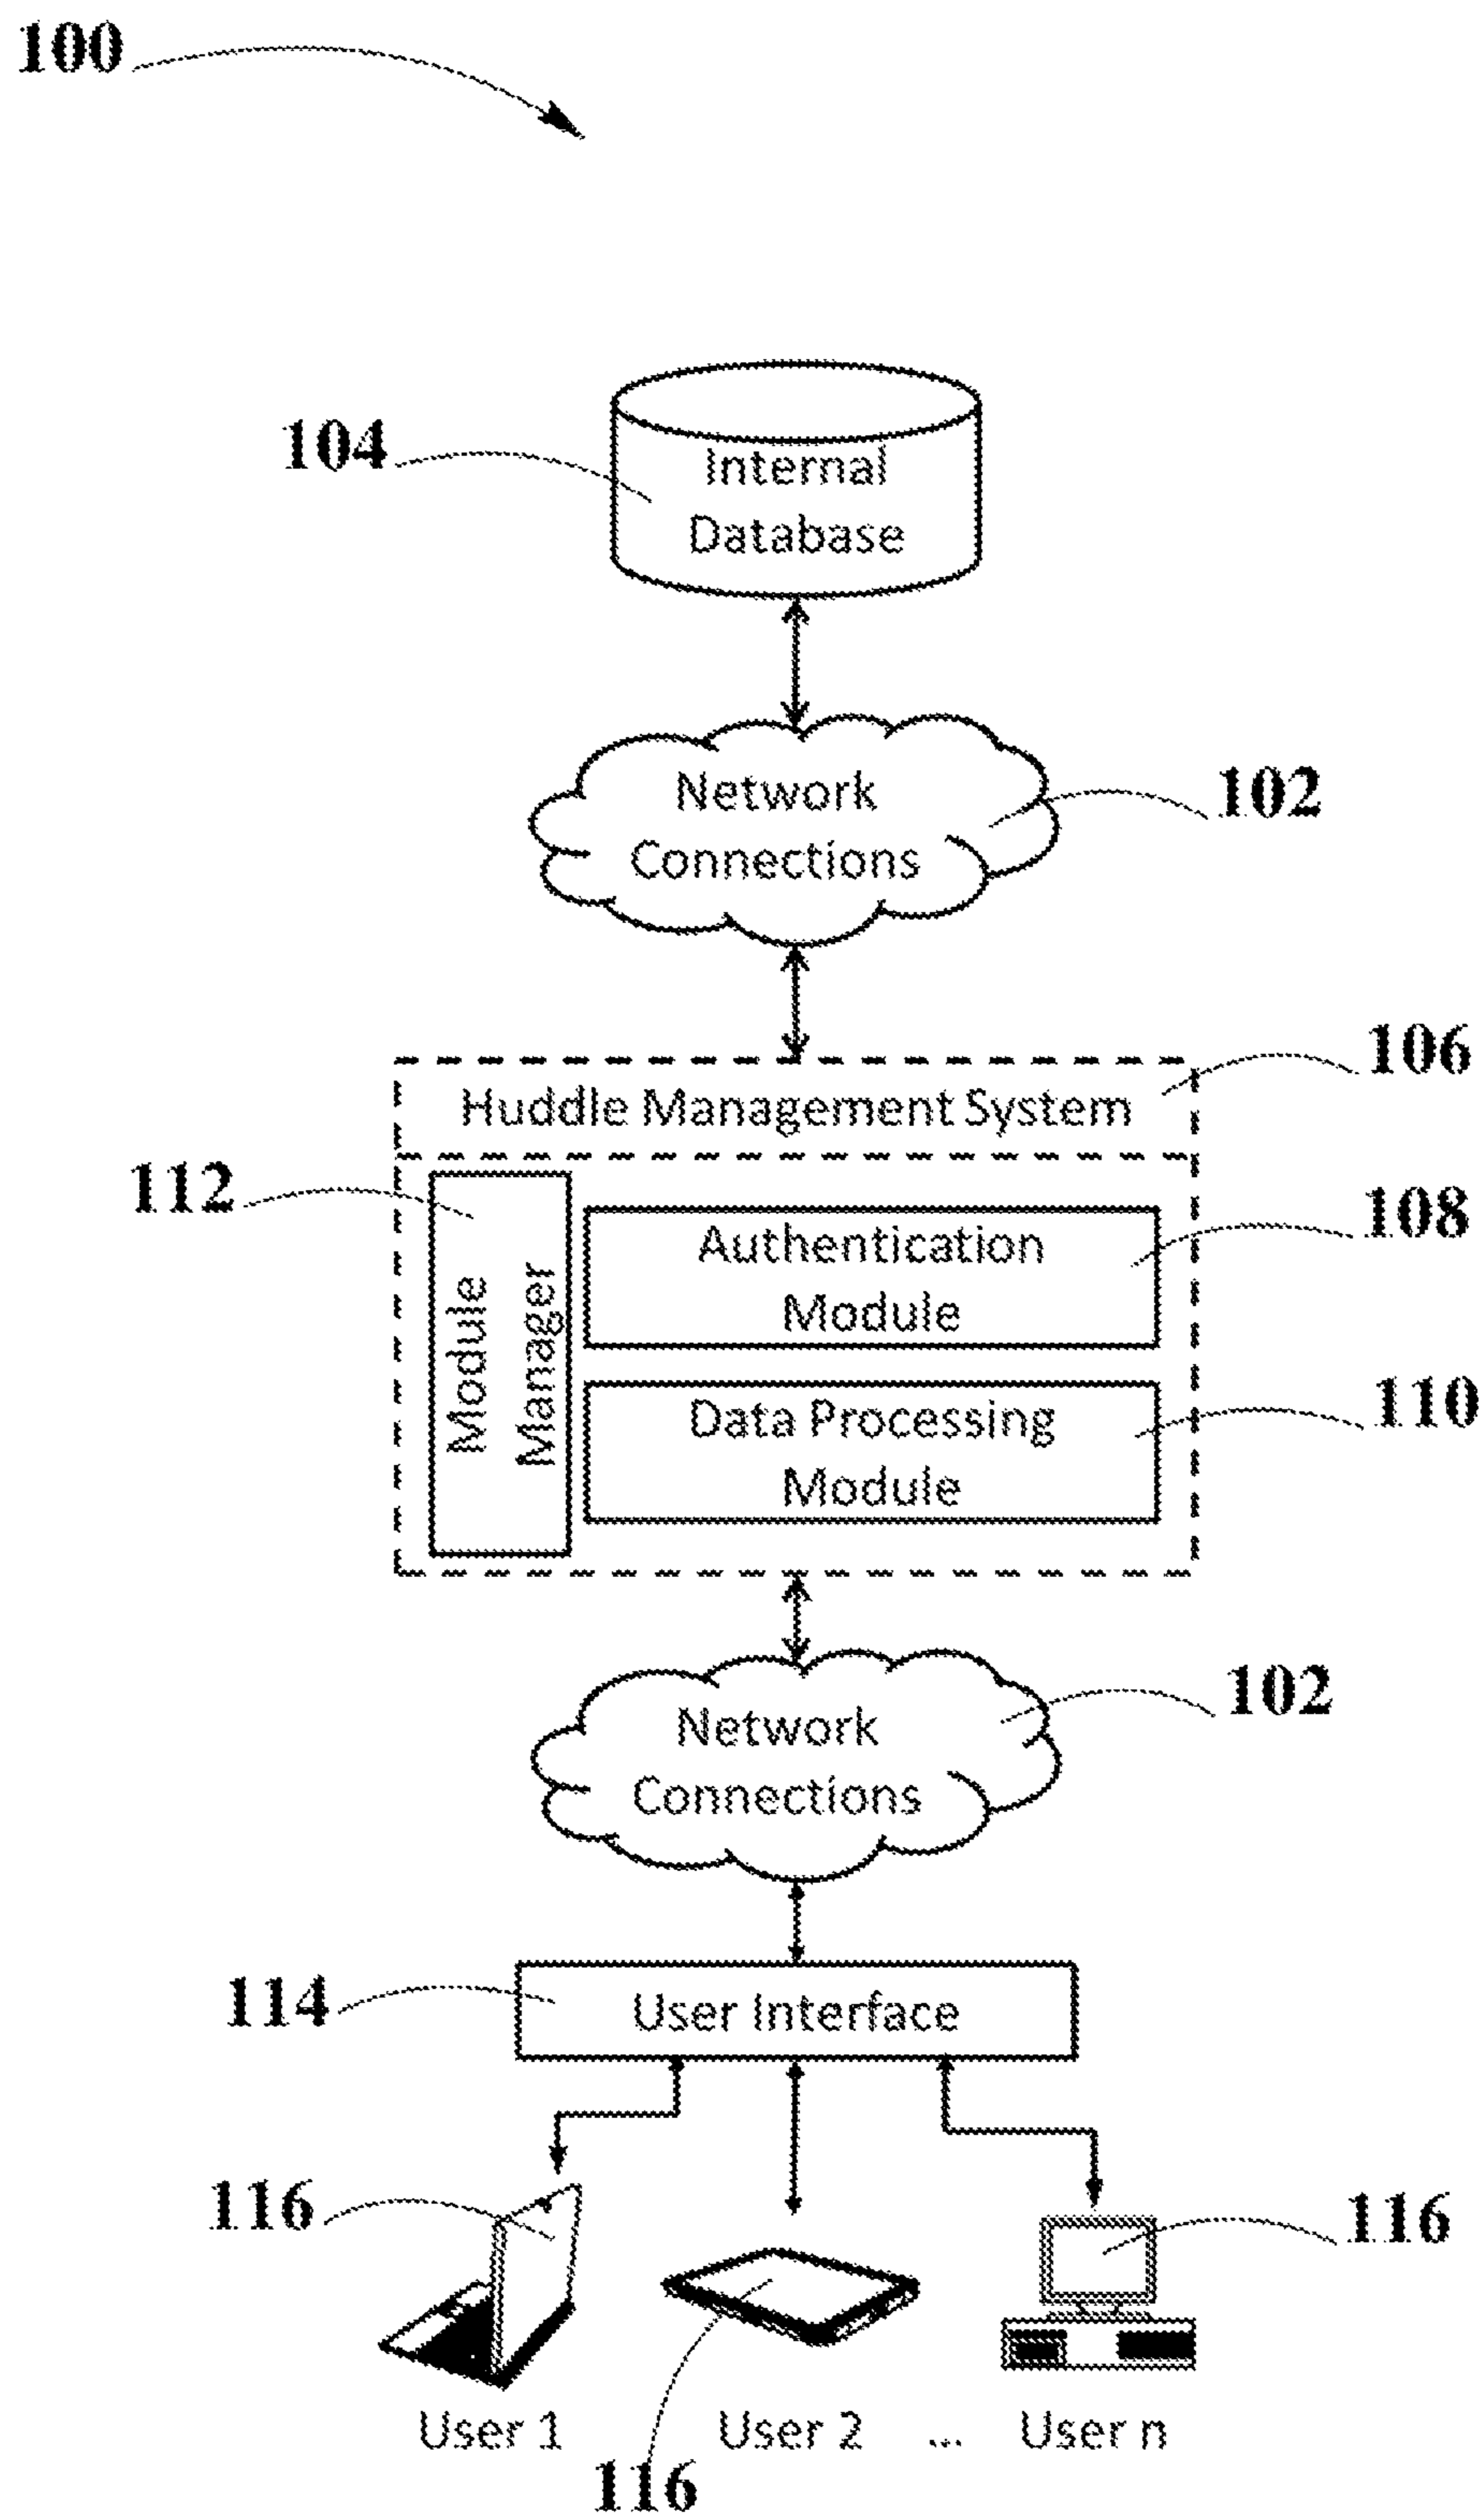 100
104
Internal
Database
Network
Connections
102
106
Huddle Management System
112
Module
Manager
Authentication
Module
108
Data Processing
Module
110
Network
Connections
102
114
User Interface
116
116
User 1
User 2
...
User n
116